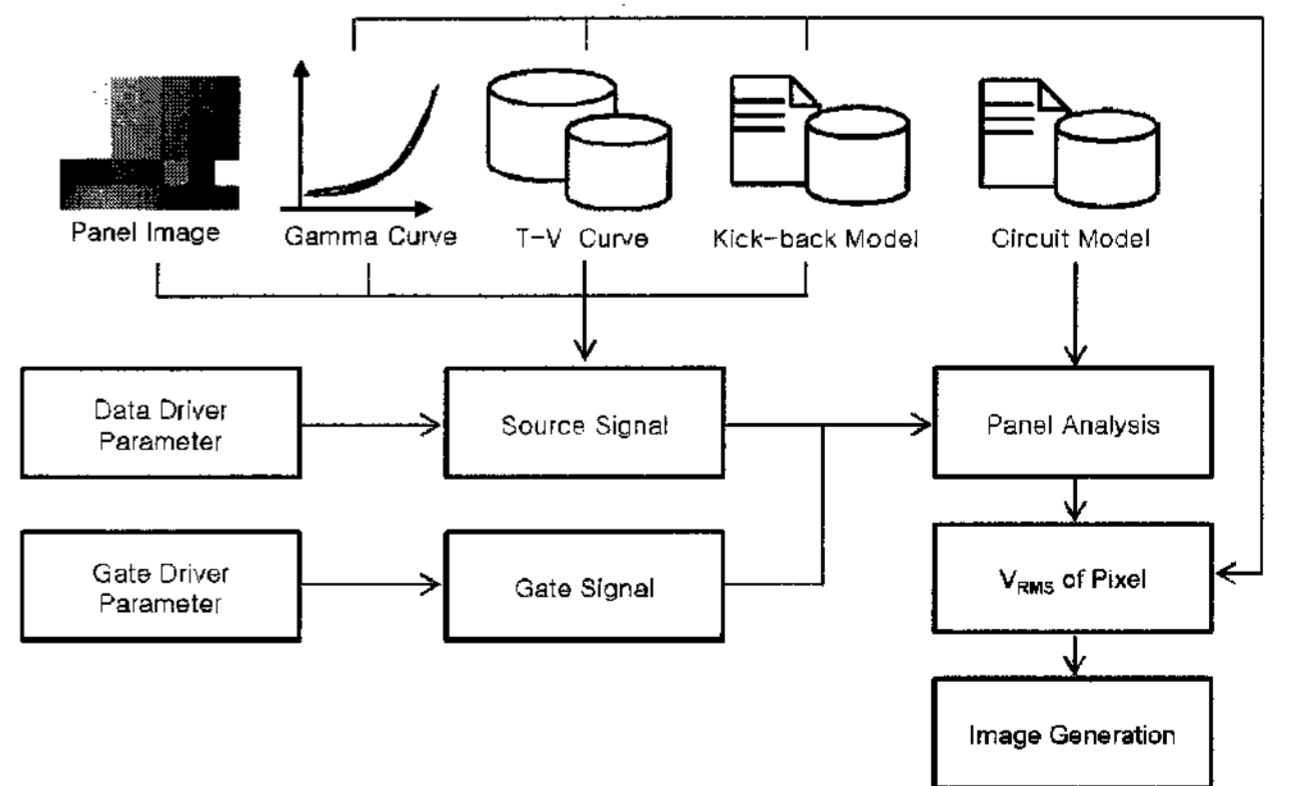 Panel Image
Gamma Curve
T-V Curve
Kick-back Model
Circuit Model
Data Driver
Parameter
Source Signal
Panel Analysis
Gate Driver
Parameter
Gate Signal
VRMS of Pixel
Image Generation